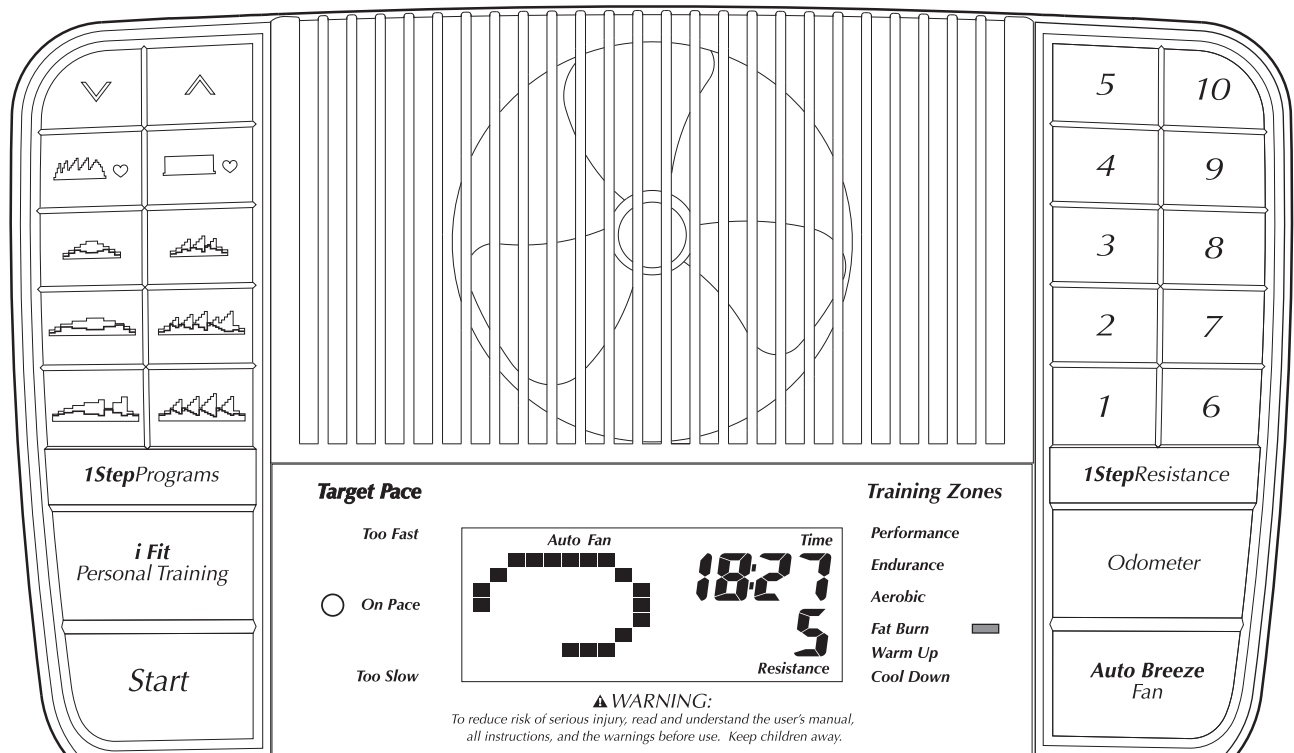 5 10
4 9
3 8
2 7
1 6
1StepPrograms
i Fit
Personal Training
Start
Target Pace
Too Fast
On Pace
Too Slow
Auto Fan
Time
18:27
5
Resistance
Training Zones
Performance
Endurance
Aerobic
Fat Burn
Warm Up
Cool Down
WARNING:
To reduce risk of serious injury, read and understand the user's manual,
all instructions, and the warnings before use. Keep children away.
1StepResistance
Odometer
Auto Breeze
Fan